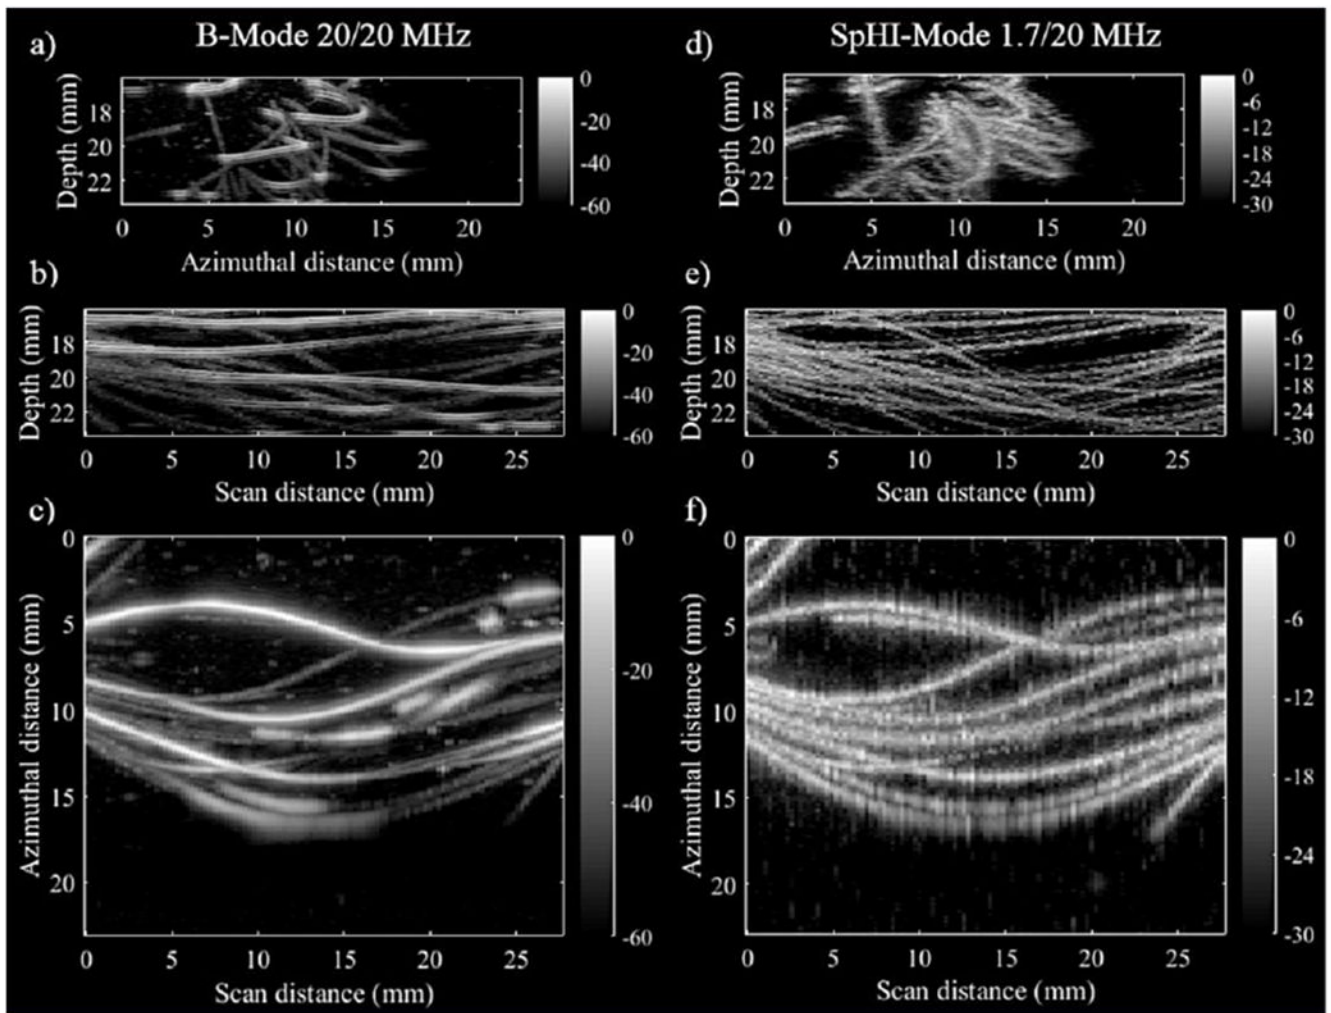 B-Mode 20/20 MHz
SpHI-Mode 1.7/20 MHz
a)
Depth (mm)
18
20
22
0 5 10 15 20
Azimuthal distance (mm)
0
-20
-40
-60
d)
Depth (mm)
18
20
22
0 5 10 15 20
Azimuthal distance (mm)
0
-6
-12
-18
-24
-30
b)
Depth (mm)
18
20
22
0 5 10 15 20 25
Scan distance (mm)
0
-20
-40
-60
e)
Depth (mm)
18
20
22
0 5 10 15 20 25
Scan distance (mm)
0
-6
-12
-18
-24
-30
c)
Azimuthal distance (mm)
0
5
10
15
20
0 5 10 15 20 25
Scan distance (mm)
0
-20
-40
-60
f)
Azimuthal distance (mm)
0
5
10
15
20
0 5 10 15 20 25
Scan distance (mm)
0
-6
-12
-18
-24
-30